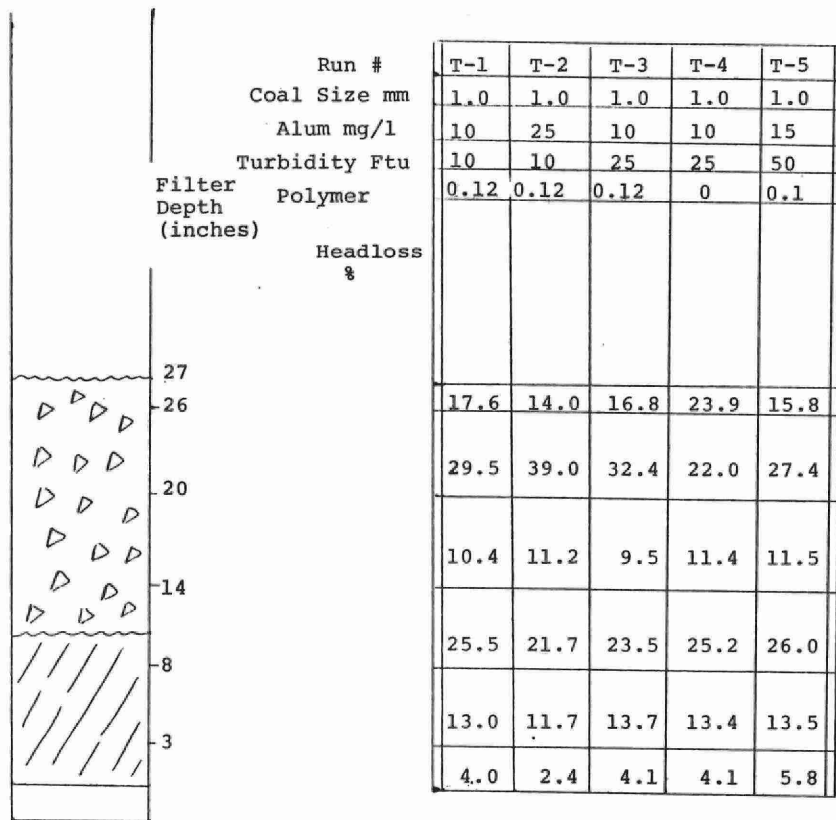 Run # T-1 T-2 T-3 T-4 T-5
Coal Size mm 1.0 1.0 1.0 1.0 1.0
Alum mg/l 10 25 10 10 15
Turbidity Ftu 10 10 25 25 50
Filter Depth (inches)
Polymer 0.12 0.12 0.12 0 0.1
Headloss
%
27
26 17.6 14.0 16.8 23.9 15.8
29.5 39.0 32.4 22.0 27.4
20
10.4 11.2 9.5 11.4 11.5
14
25.5 21.7 23.5 25.2 26.0
8
13.0 11.7 13.7 13.4 13.5
3
4.0 2.4 4.1 4.1 5.8